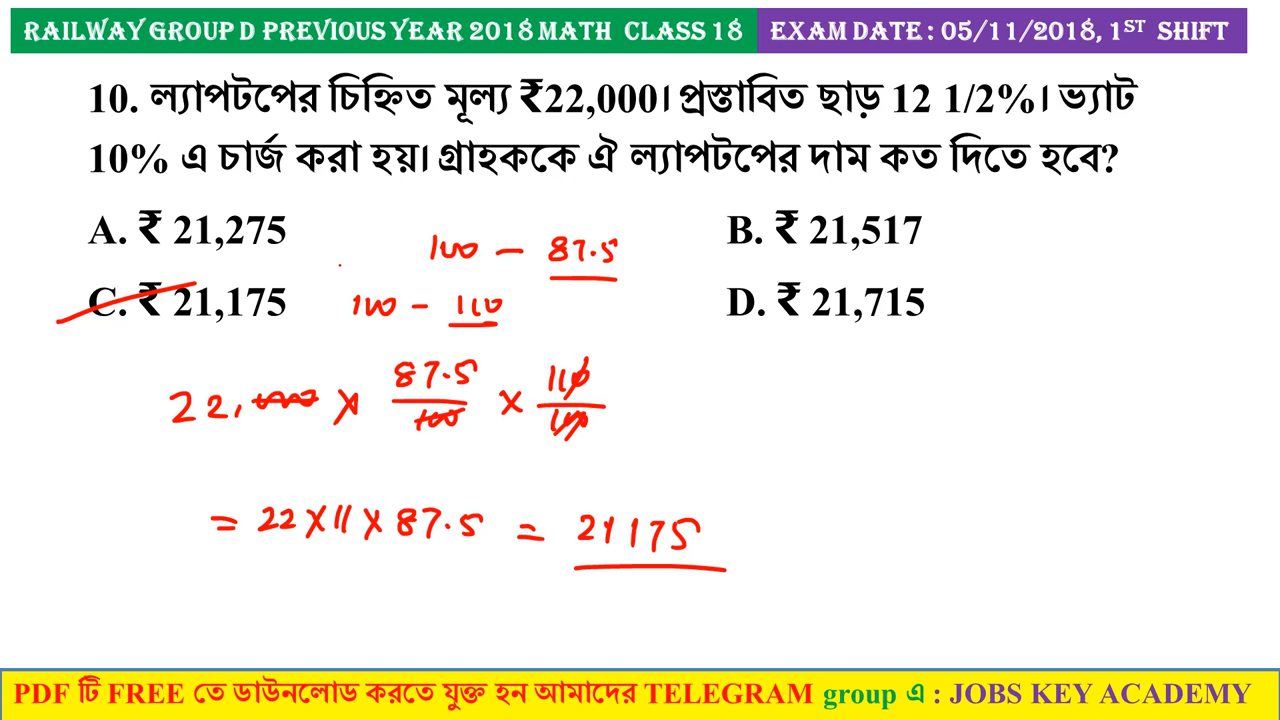 RAILWAY GROUP D PREVIOUS YEAR 2018 MATH CLASS 18 EXAM DATE : 05/11/2018, 1ST SHIFT
10. ল্যাপটপের চিহ্নিত মূল্য ₹22,000। প্রস্তাবিত ছাড় 12 1/2%। ভ্যাট
10% এ চার্জ করা হয়। গ্রাহককে ঐ ল্যাপটপের দাম কত দিতে হবে?
A. ₹ 21,275 B. ₹ 21,517
100 – 87.5
C. ₹ 21,175 D. ₹ 21,715
100 – 110
22,000 × 87.5/100 × 110/100
= 22 × 11 × 87.5 = 21175
PDF টি FREE তে ডাউনলোড করতে যুক্ত হন আমাদের TELEGRAM group এ : JOBS KEY ACADEMY